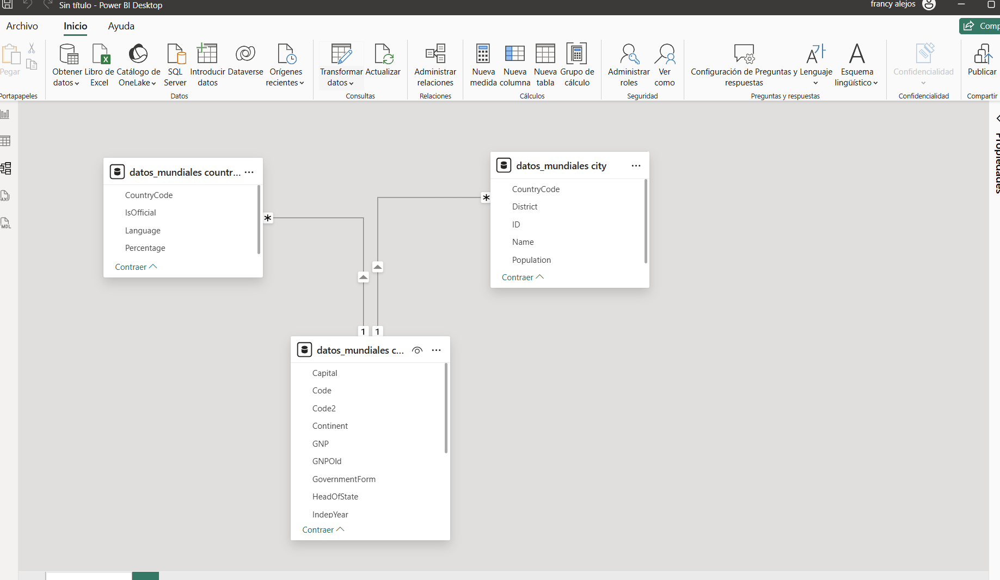 Sin título - Power BI Desktop
francy alejos
Archivo
Inicio
Ayuda
Comp
Pegar
Portapapeles
Obtener datos
Libro de Excel
Catálogo de OneLake
SQL Server
Introducir datos
Dataverse
Orígenes recientes
Datos
Transformar datos
Actualizar
Consultas
Administrar relaciones
Relaciones
Nueva medida
Nueva columna
Nueva tabla
Grupo de cálculo
Cálculos
Administrar roles
Ver como
Seguridad
Configuración de Preguntas y respuestas
Lenguaje
Esquema lingüístico
Preguntas y respuestas
Confidencialidad
Confidencialidad
Publicar
Compartir
Propiedades
datos_mundiales countr...
CountryCode
IsOfficial
Language
Percentage
Contraer
*
datos_mundiales city
CountryCode
District
ID
Name
Population
Contraer
*
1
1
datos_mundiales c...
Capital
Code
Code2
Continent
GNP
GNPOld
GovernmentForm
HeadOfState
IndepYear
Contraer